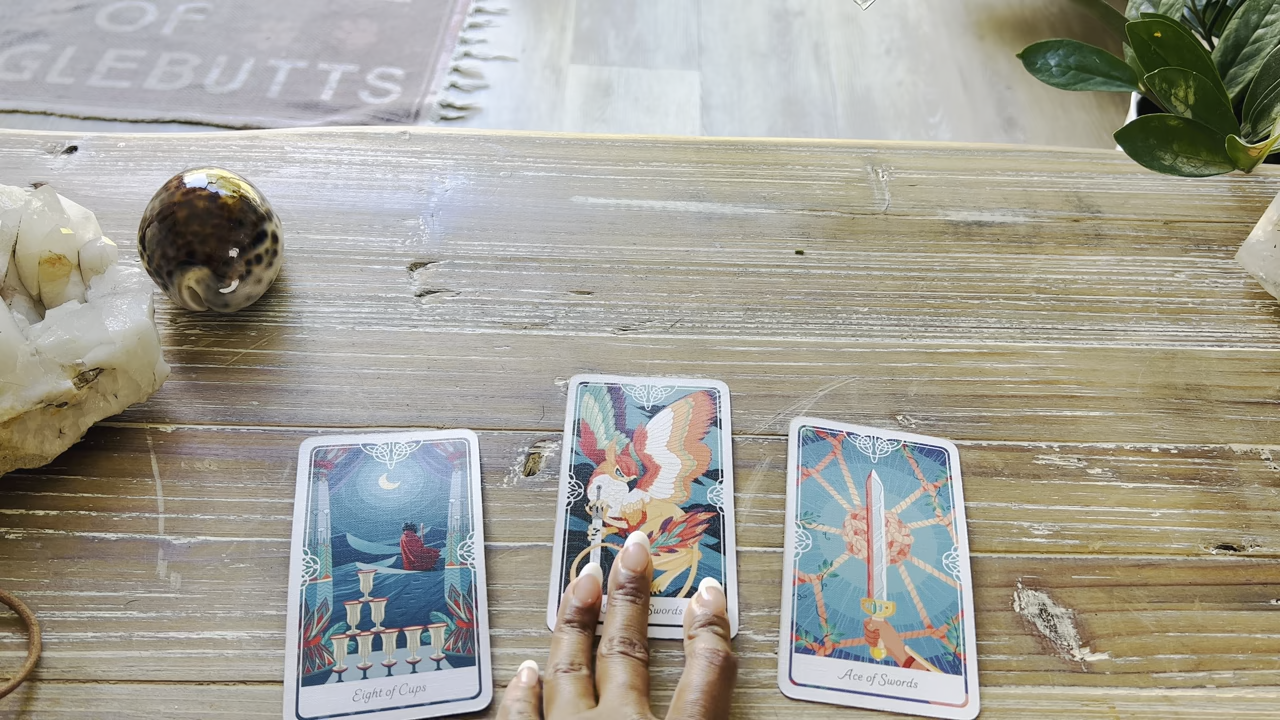 OF
GLEBUTTS
Eight of Cups
Swords
Ace of Swords